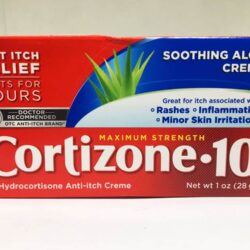 T ITCH
LIEF
TS FOR
OURS
DOCTOR
RECOMMENDED
OTC ANTI-ITCH BRAND*
SOOTHING ALO
CREM
Great for itch associated w
• Rashes • Inflammatio
• Minor Skin Irritatio
MAXIMUM STRENGTH
Cortizone•10
Hydrocortisone Anti-itch Creme
Net wt 1 oz (28 g